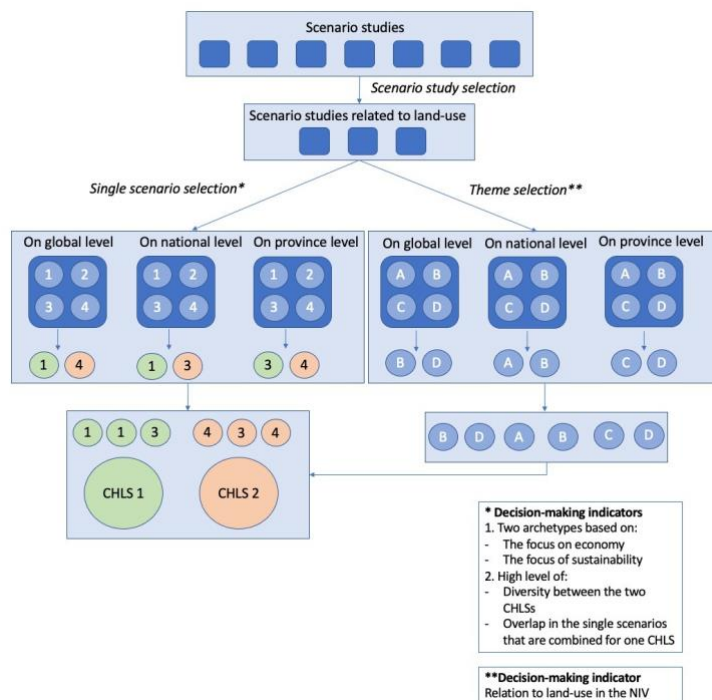 Scenario studies
Scenario study selection
Scenario studies related to land-use
Single scenario selection*
Theme selection**
On global level On national level On province level
1 2 1 2 1 2
3 4 3 4 3 4
1 4 1 3 3 4
On global level On national level On province level
A B A B A B
C D C D C D
B D A B C D
1 1 3 4 3 4
CHLS 1 CHLS 2
B D A B C D
* Decision-making indicators
1. Two archetypes based on:
- The focus on economy
- The focus of sustainability
2. High level of:
- Diversity between the two
CHLSs
- Overlap in the single scenarios
that are combined for one CHLS
**Decision-making indicator
Relation to land-use in the NIV